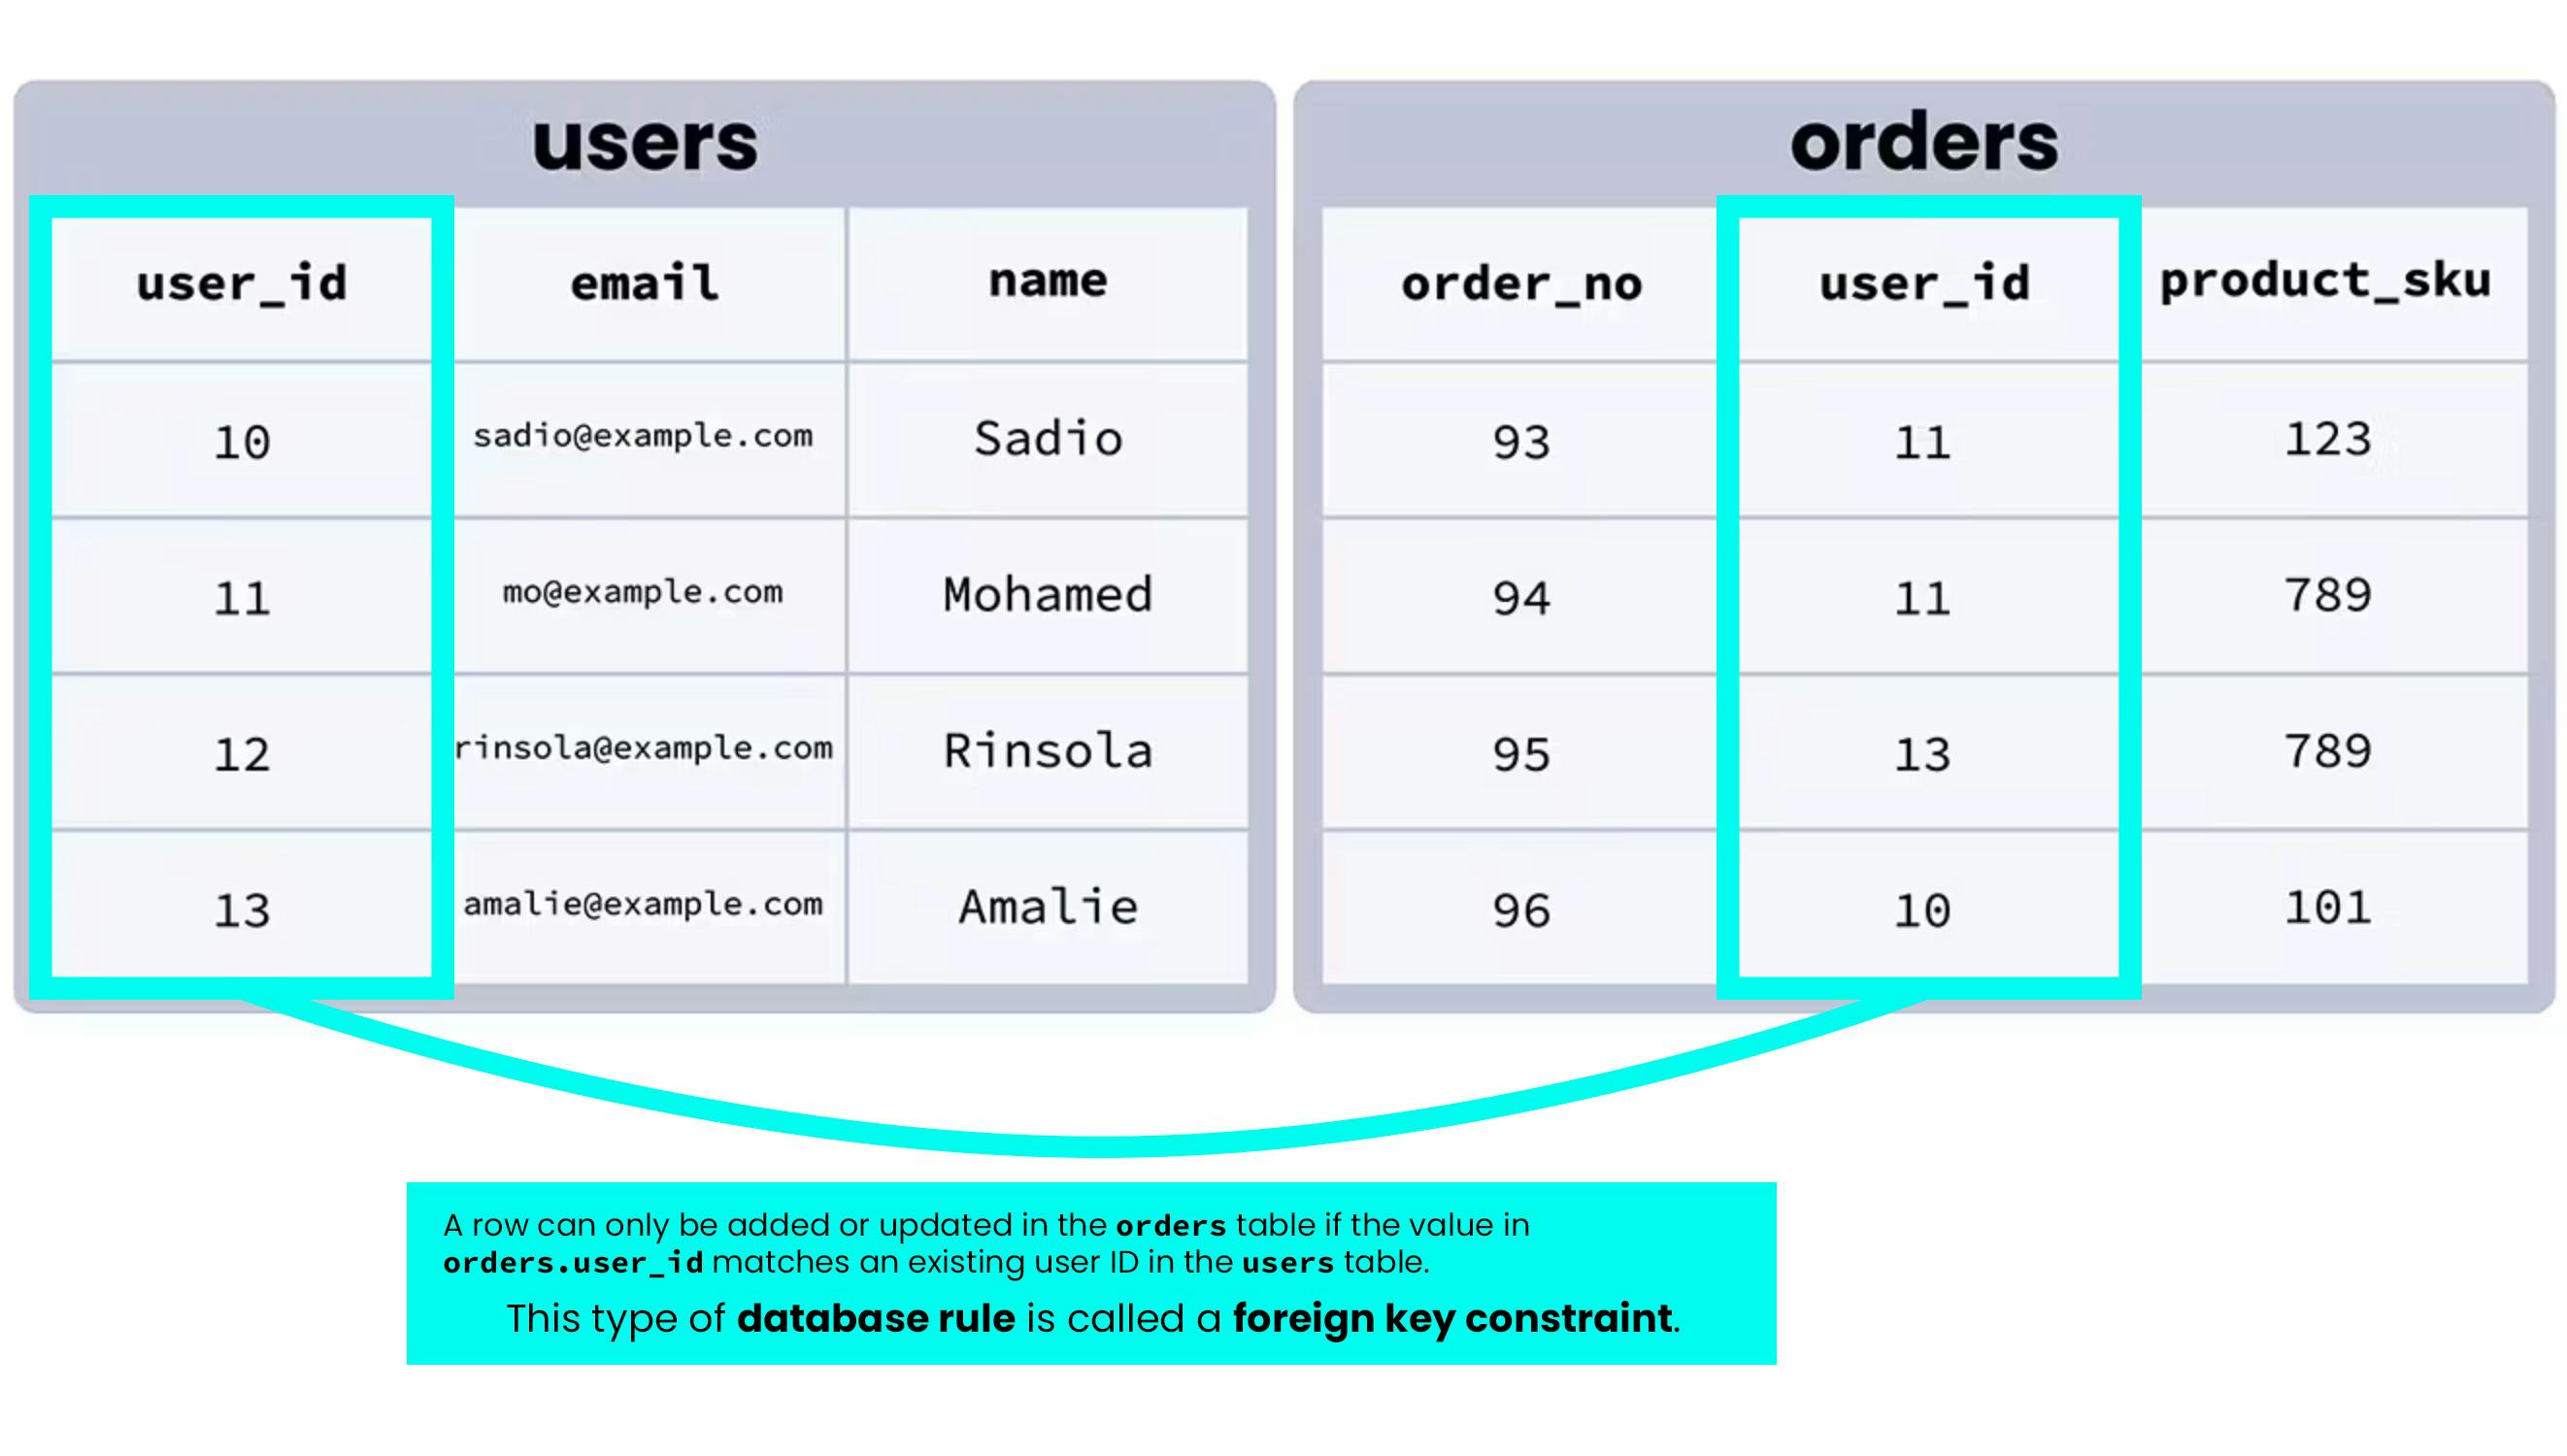 users
user_id email name
10 sadio@example.com Sadio
11 mo@example.com Mohamed
12 rinsola@example.com Rinsola
13 amalie@example.com Amalie
orders
order_no user_id product_sku
93 11 123
94 11 789
95 13 789
96 10 101
A row can only be added or updated in the orders table if the value in
orders.user_id matches an existing user ID in the users table.
This type of database rule is called a foreign key constraint.